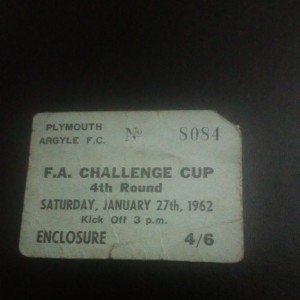 PLYMOUTH
ARGYLE F.C. No 8084
F.A. CHALLENGE CUP
4th Round
SATURDAY, JANUARY 27th, 1962
Kick Off 3 p.m.
ENCLOSURE 4/6